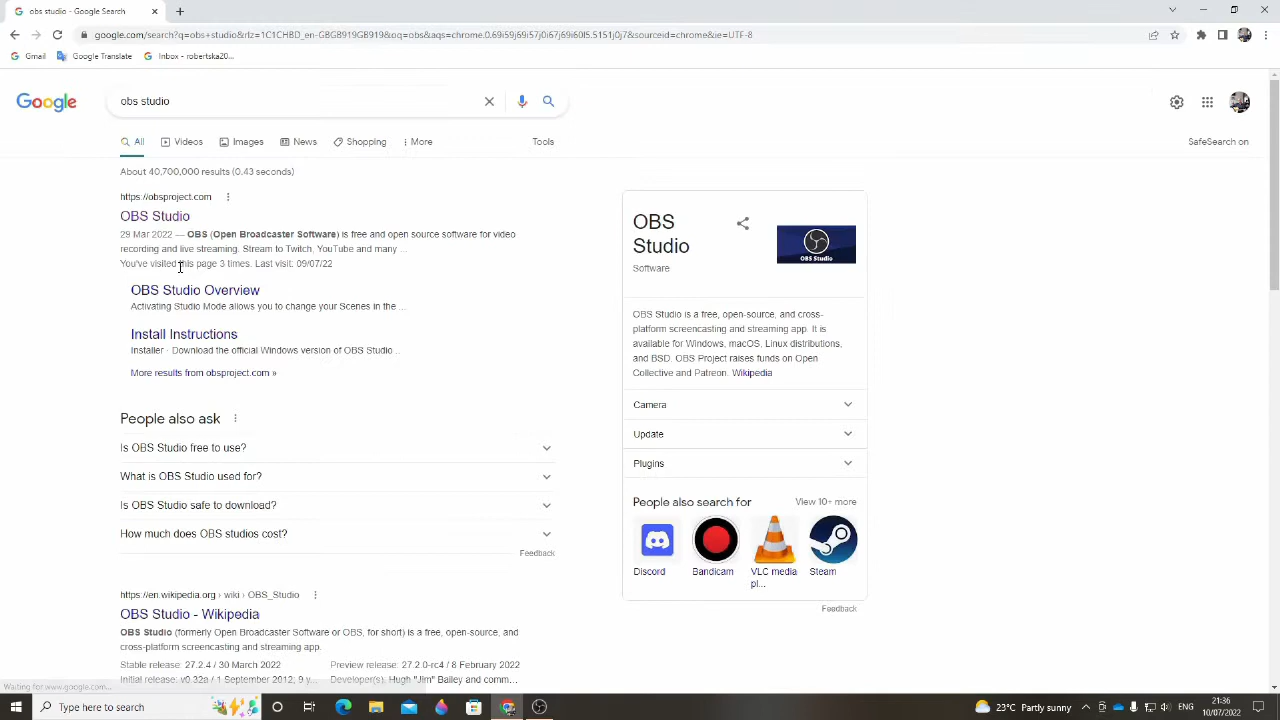 obs studio - Google Search
google.com/search?q=obs+studio&rlz=1C1CHBD_en-GBGB919GB919&oq=obs&aqs=chrome.0.69i59j69i57j0i67j69i60l5.5151j0j7&sourceid=chrome&ie=UTF-8
Gmail
Google Translate
Inbox - robertska20...
Google
obs studio
All
Videos
Images
News
Shopping
More
Tools
SafeSearch on
About 40,700,000 results (0.43 seconds)
https://obsproject.com
OBS Studio
29 Mar 2022 — OBS (Open Broadcaster Software) is free and open source software for video
recording and live streaming. Stream to Twitch, YouTube and many ...
You've visited this page 3 times. Last visit: 09/07/22
OBS Studio Overview
Activating Studio Mode allows you to change your Scenes in the ...
Install Instructions
Installer · Download the official Windows version of OBS Studio ...
More results from obsproject.com »
People also ask
Is OBS Studio free to use?
What is OBS Studio used for?
Is OBS Studio safe to download?
How much does OBS studios cost?
Feedback
https://en.wikipedia.org › wiki › OBS_Studio
OBS Studio - Wikipedia
OBS Studio (formerly Open Broadcaster Software or OBS, for short) is a free, open-source, and
cross-platform screencasting and streaming app.
Stable release: 27.2.4 / 30 March 2022
Preview release: 27.2.0-rc4 / 8 February 2022
Initial release: v0.32a / 1 September 2012; 9 y...
Developer(s): Hugh "Jim" Bailey and comm...
OBS
Studio
Software
OBS Studio
OBS Studio is a free, open-source, and cross-
platform screencasting and streaming app. It is
available for Windows, macOS, Linux distributions,
and BSD. OBS Project raises funds on Open
Collective and Patreon. Wikipedia
Camera
Update
Plugins
People also search for
View 10+ more
Discord
Bandicam
VLC media
pl...
Steam
Feedback
Waiting for www.google.com...
Type here to search
23°C Partly sunny
ENG
21:36
10/07/2022